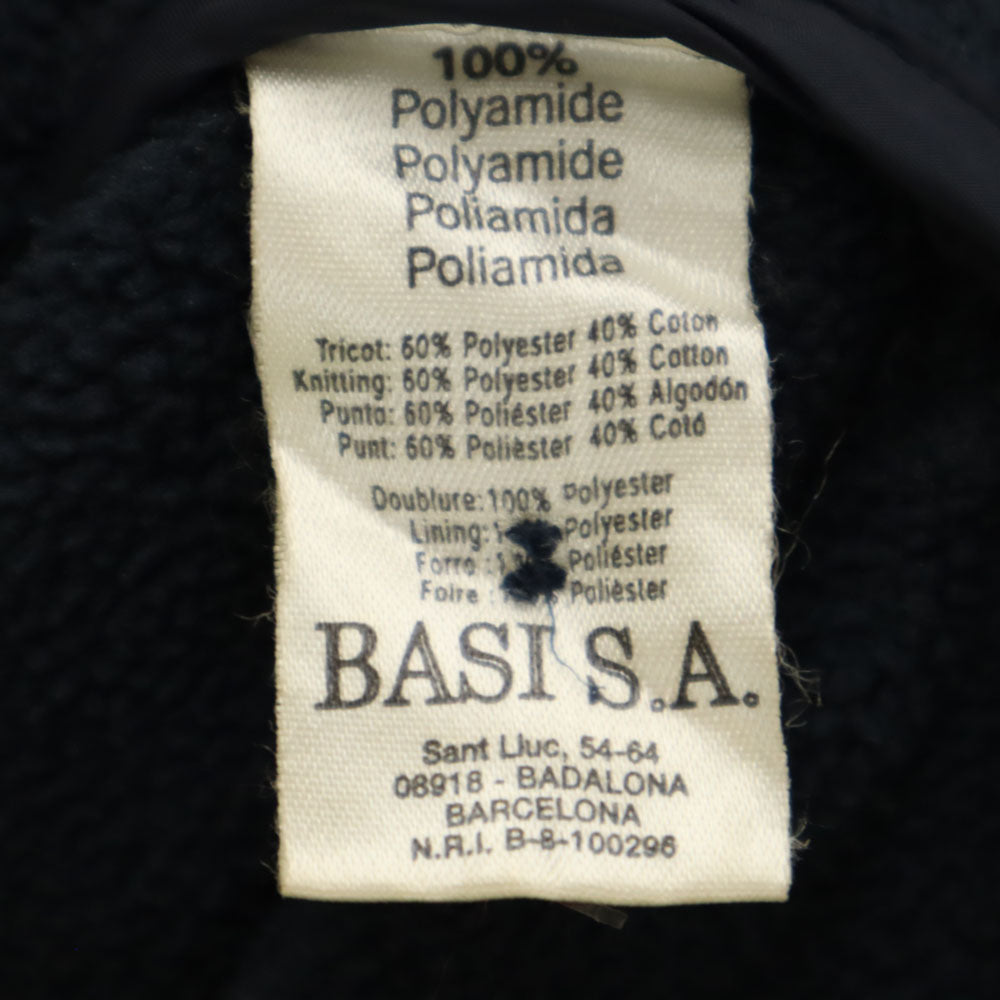 100%
Polyamide
Polyamide
Poliamida
Poliamida
Tricot: 60% Polyester 40% Coton
Knitting: 60% Polyester 40% Cotton
Punto: 60% Poliéster 40% Algodón
Punt: 60% Polièster 40% Cotó
Doublure: 100% Polyester
Lining: Polyester
Forro : Poliéster
Folre : Polièster
BASI S.A.
Sant Lluc, 54-64
08918 - BADALONA
BARCELONA
N.R.I. B-8-100296